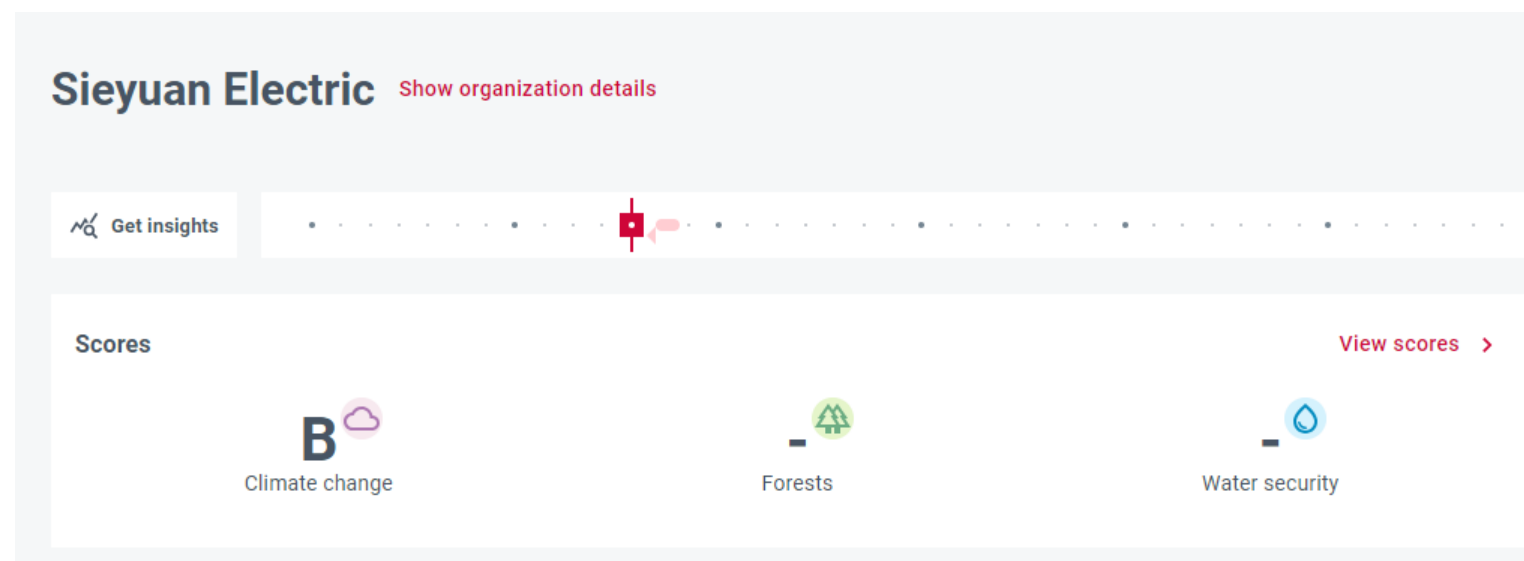 Sieyuan Electric Show organization details
Get insights
Scores View scores
B - -
Climate change Forests Water security